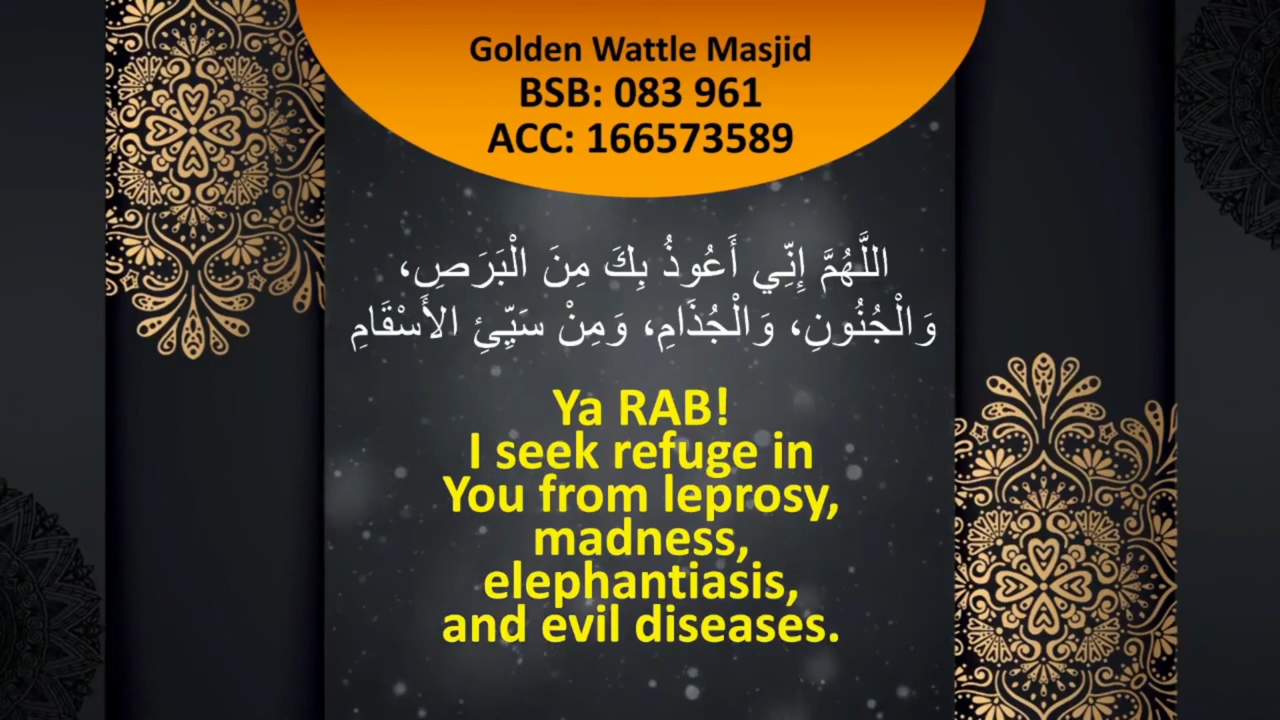 Golden Wattle Masjid
BSB: 083 961
ACC: 166573589
اللَّهُمَّ إِنِّي أَعُوذُ بِكَ مِنَ الْبَرَصِ،
وَالْجُنُونِ، وَالْجُذَامِ، وَمِنْ سَيِّئِ الأَسْقَامِ
Ya RAB!
I seek refuge in
You from leprosy,
madness,
elephantiasis,
and evil diseases.